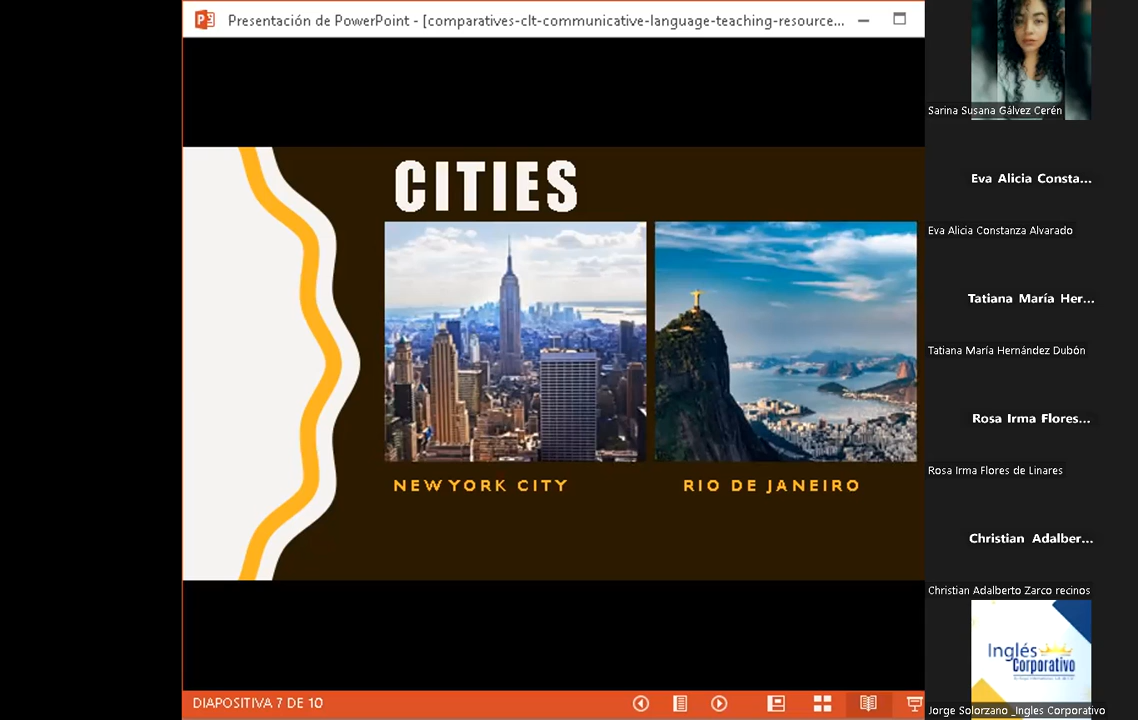 Presentación de PowerPoint - [comparatives-clt-communicative-language-teaching-resource...
CITIES
NEW YORK CITY
RIO DE JANEIRO
DIAPOSITIVA 7 DE 10
Sarina Susana Gálvez Cerén
Eva Alicia Consta...
Eva Alicia Constanza Alvarado
Tatiana María Her...
Tatiana María Hernández Dubón
Rosa Irma Flores...
Rosa Irma Flores de Linares
Christian Adalber...
Christian Adalberto Zarco recinos
Inglés
Corporativo
Jorge Solorzano _Ingles Corporativo